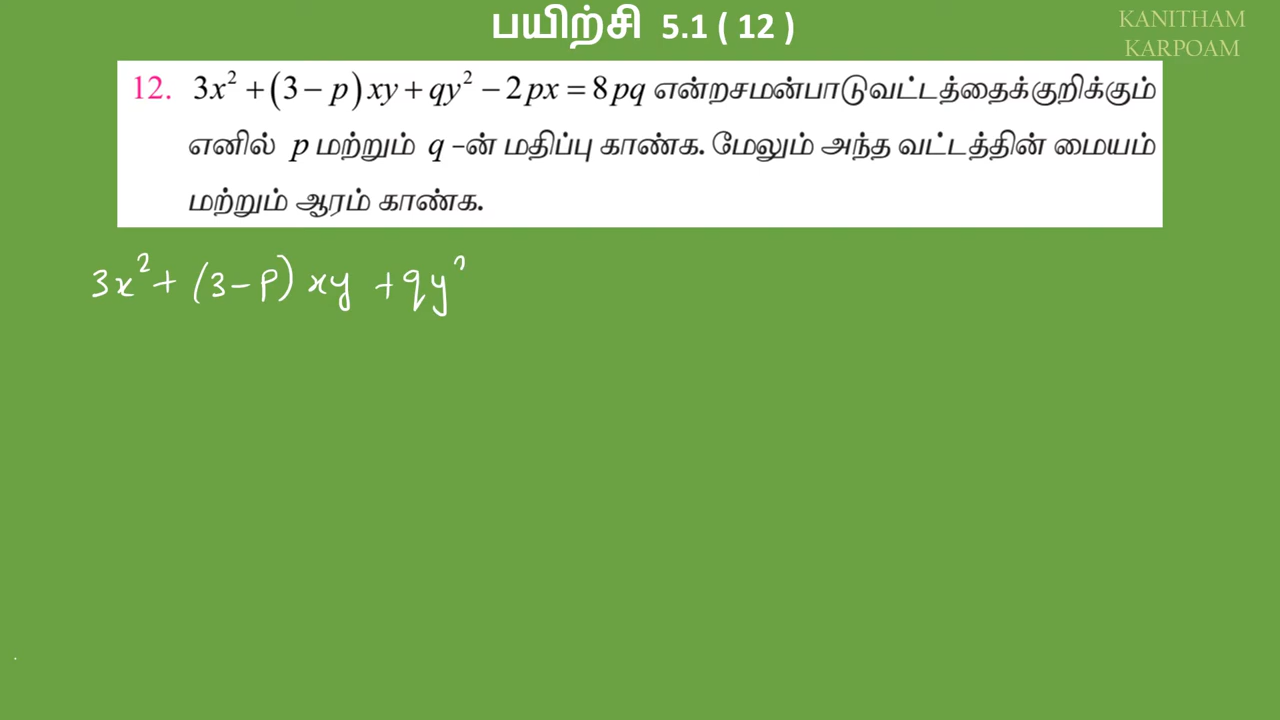 பயிற்சி 5.1 ( 12 )
KANITHAM
KARPOAM
12. 3x² + (3 − p) xy + qy² − 2px = 8pq என்றசமன்பாடுவட்டத்தைக்குறிக்கும்
எனில் p மற்றும் q -ன் மதிப்பு காண்க. மேலும் அந்த வட்டத்தின் மையம்
மற்றும் ஆரம் காண்க.
3x² + (3 − p) xy + qy²